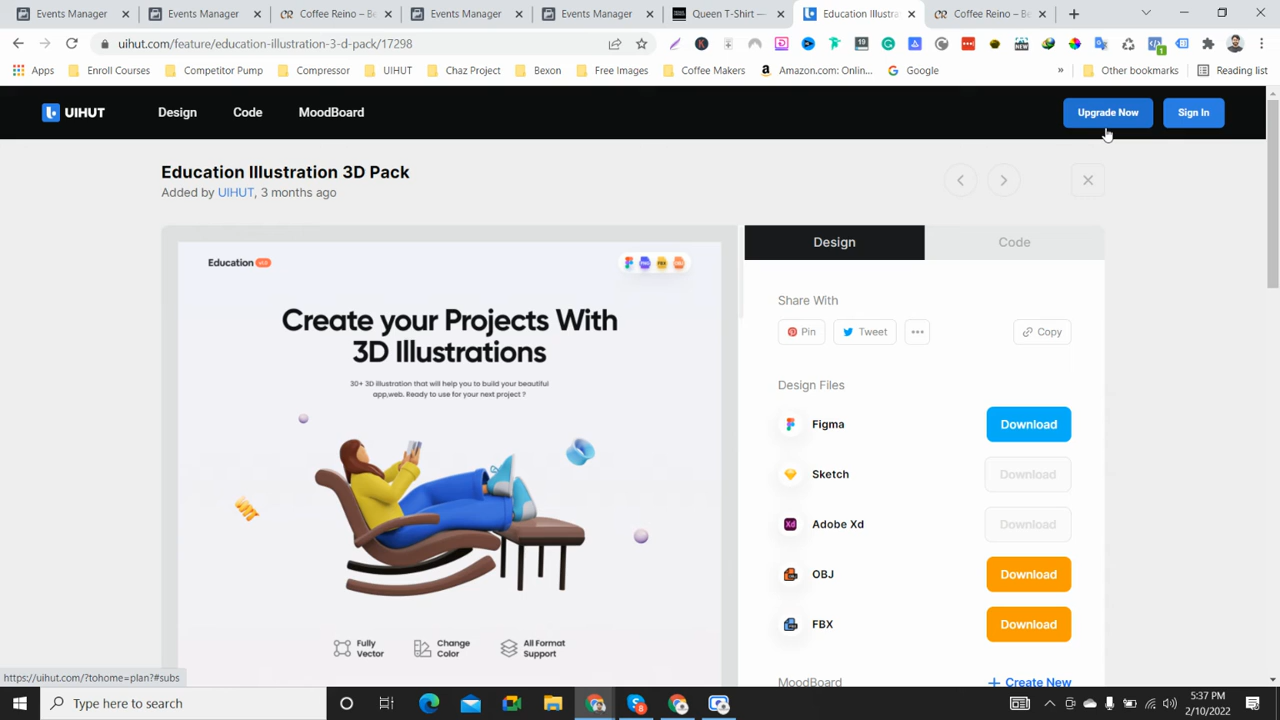 Events Manager
Events Manager
Coffee Reino – Be
Events Manager
Events Manager
Queen T-Shirt –
Education Illustra
Coffee Reino – Be
uihut.com/feature/education-illustration-3-d-pack/17298
Apps
Enroll Courses
Competitor Pump
Compressor
UIHUT
Chaz Project
Bexon
Free Images
Coffee Makers
Amazon.com: Onlin...
Google
»
Other bookmarks
Reading list
UIHUT
Design
Code
MoodBoard
Upgrade Now
Sign In
Education Illustration 3D Pack
Added by UIHUT, 3 months ago
Education
Create your Projects With
3D Illustrations
30+ 3D illustration that will help you to build your beautiful
app,web. Ready to use for your next project ?
Fully
Vector
Change
Color
All Format
Support
Design
Code
Share With
Pin
Tweet
Copy
Design Files
Figma
Download
Sketch
Download
Adobe Xd
Download
OBJ
Download
FBX
Download
MoodBoard
+ Create New
https://uihut.com/?tohome=plan?#subs
Type here to search
5:37 PM
2/10/2022